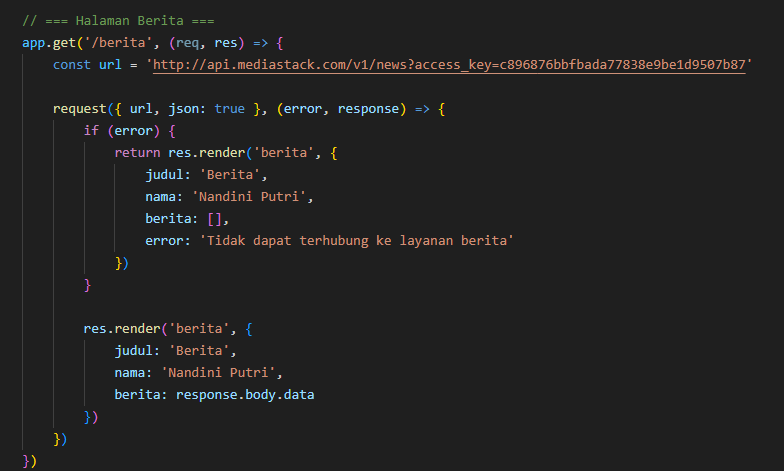 // === Halaman Berita ===
app.get('/berita', (req, res) => {
const url = 'http://api.mediastack.com/v1/news?access_key=c896876bbfbada77838e9be1d9507b87'
request({ url, json: true }, (error, response) => {
if (error) {
return res.render('berita', {
judul: 'Berita',
nama: 'Nandini Putri',
berita: [],
error: 'Tidak dapat terhubung ke layanan berita'
})
}
res.render('berita', {
judul: 'Berita',
nama: 'Nandini Putri',
berita: response.body.data
})
})
})